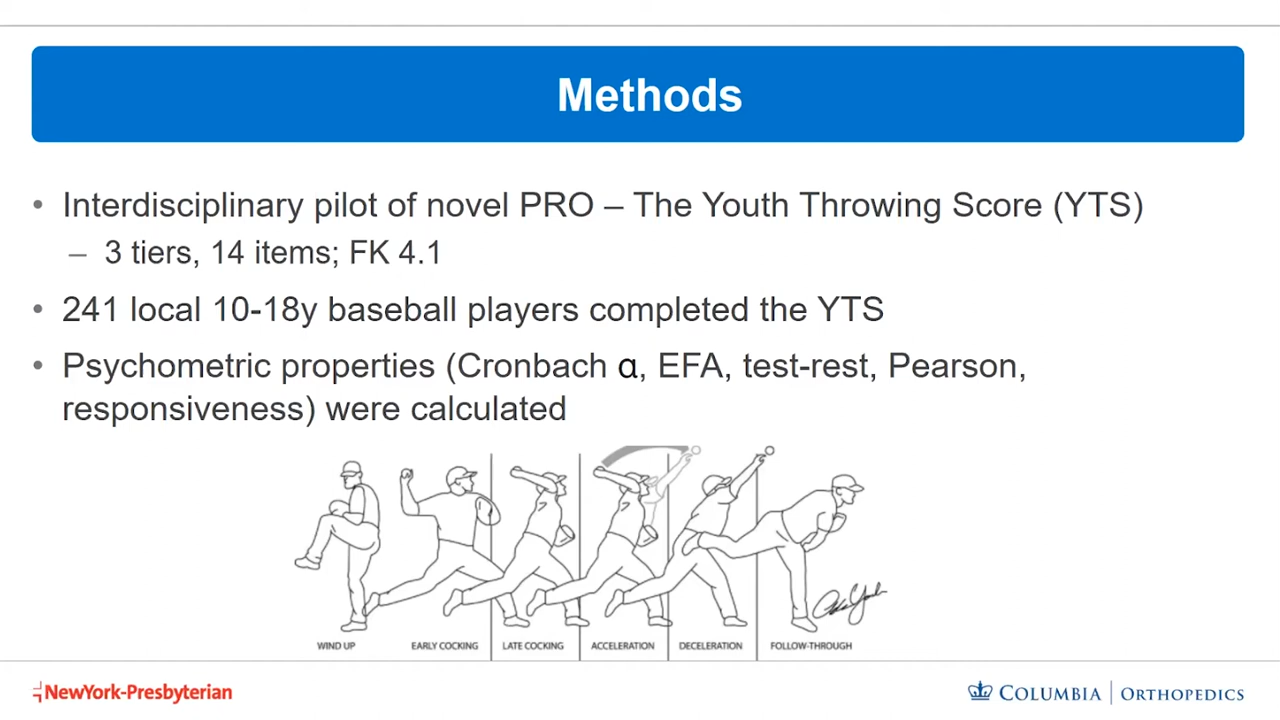 Methods
• Interdisciplinary pilot of novel PRO – The Youth Throwing Score (YTS)
– 3 tiers, 14 items; FK 4.1
• 241 local 10-18y baseball players completed the YTS
• Psychometric properties (Cronbach α, EFA, test-rest, Pearson,
responsiveness) were calculated
WIND UP EARLY COCKING LATE COCKING ACCELERATION DECELERATION FOLLOW-THROUGH
NewYork-Presbyterian COLUMBIA | ORTHOPEDICS